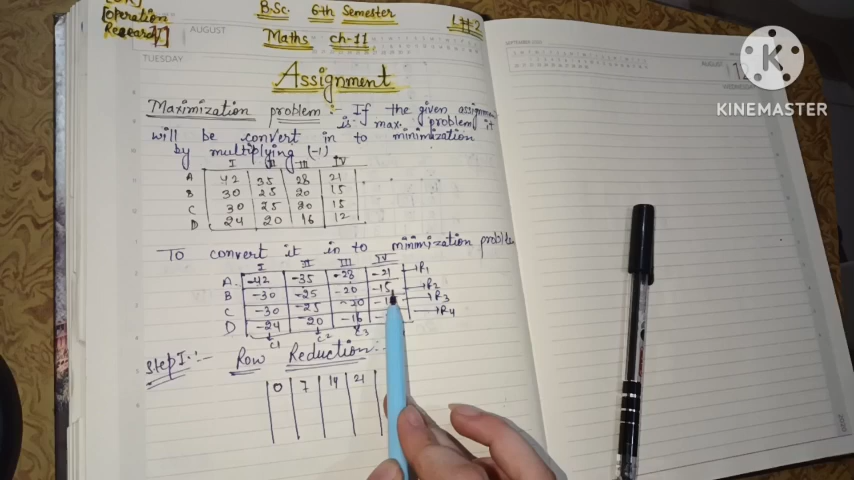 [operation
Research]
B.Sc. 6th Semester
Maths ch-11
L#2
AUGUST
TUESDAY
Assignment
Maximization problem :- If the given assignment
is max. problem it
will be convert in to minimization
by multiplying (-1)
I II III IV
A 42 35 28 21
B 30 25 20 15
C 30 25 20 15
D 24 20 16 12
To convert it in to minimization problem
I II III IV
A -42 -35 -28 -21 → R1
B -30 -25 -20 -15 → R2
C -30 -25 -20 → R3
D -24 -20 -16 → R4
C1 C2 C3
Step I :- Row Reduction :-
0 7 14 21
AUGUST
KINEMASTER